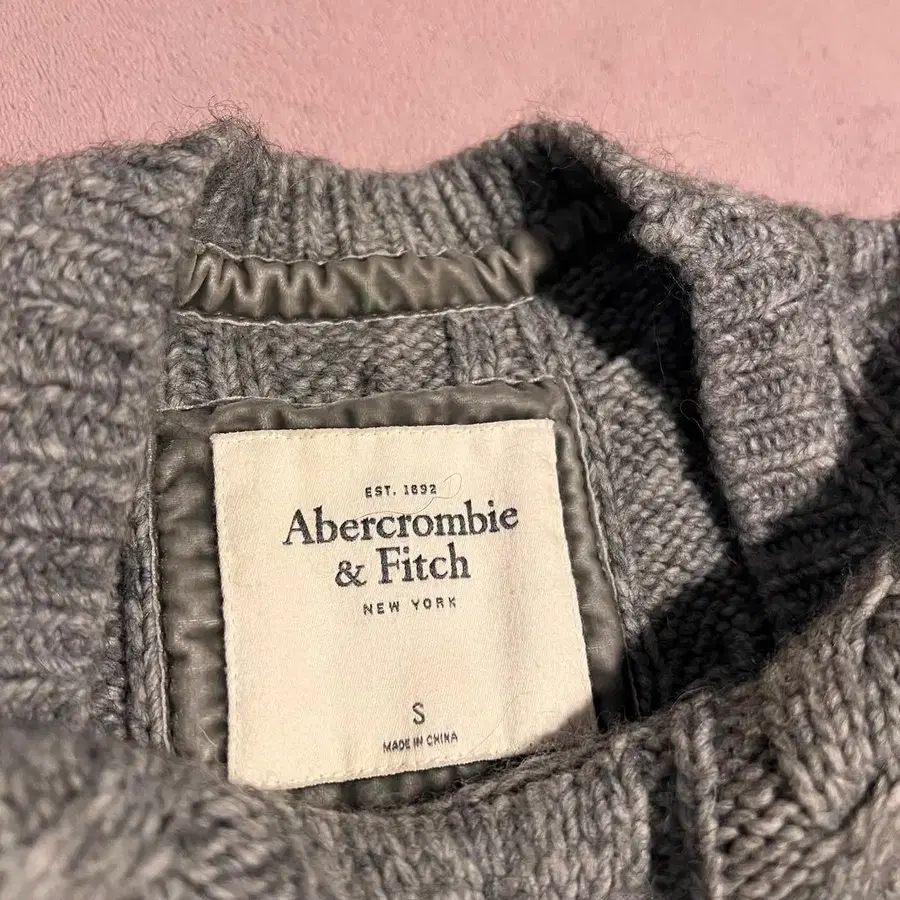 EST. 1892
Abercrombie
& Fitch
NEW YORK
S
MADE IN CHINA